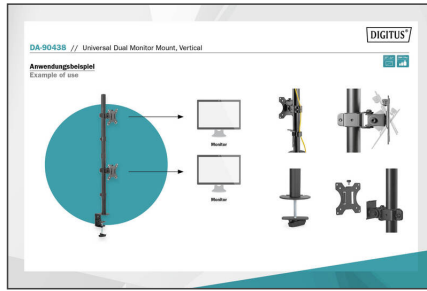 DIGITUS®
DA-90438 // Universal Dual Monitor Mount, Vertical
Anwendungsbeispiel
Example of use
Monitor
Monitor